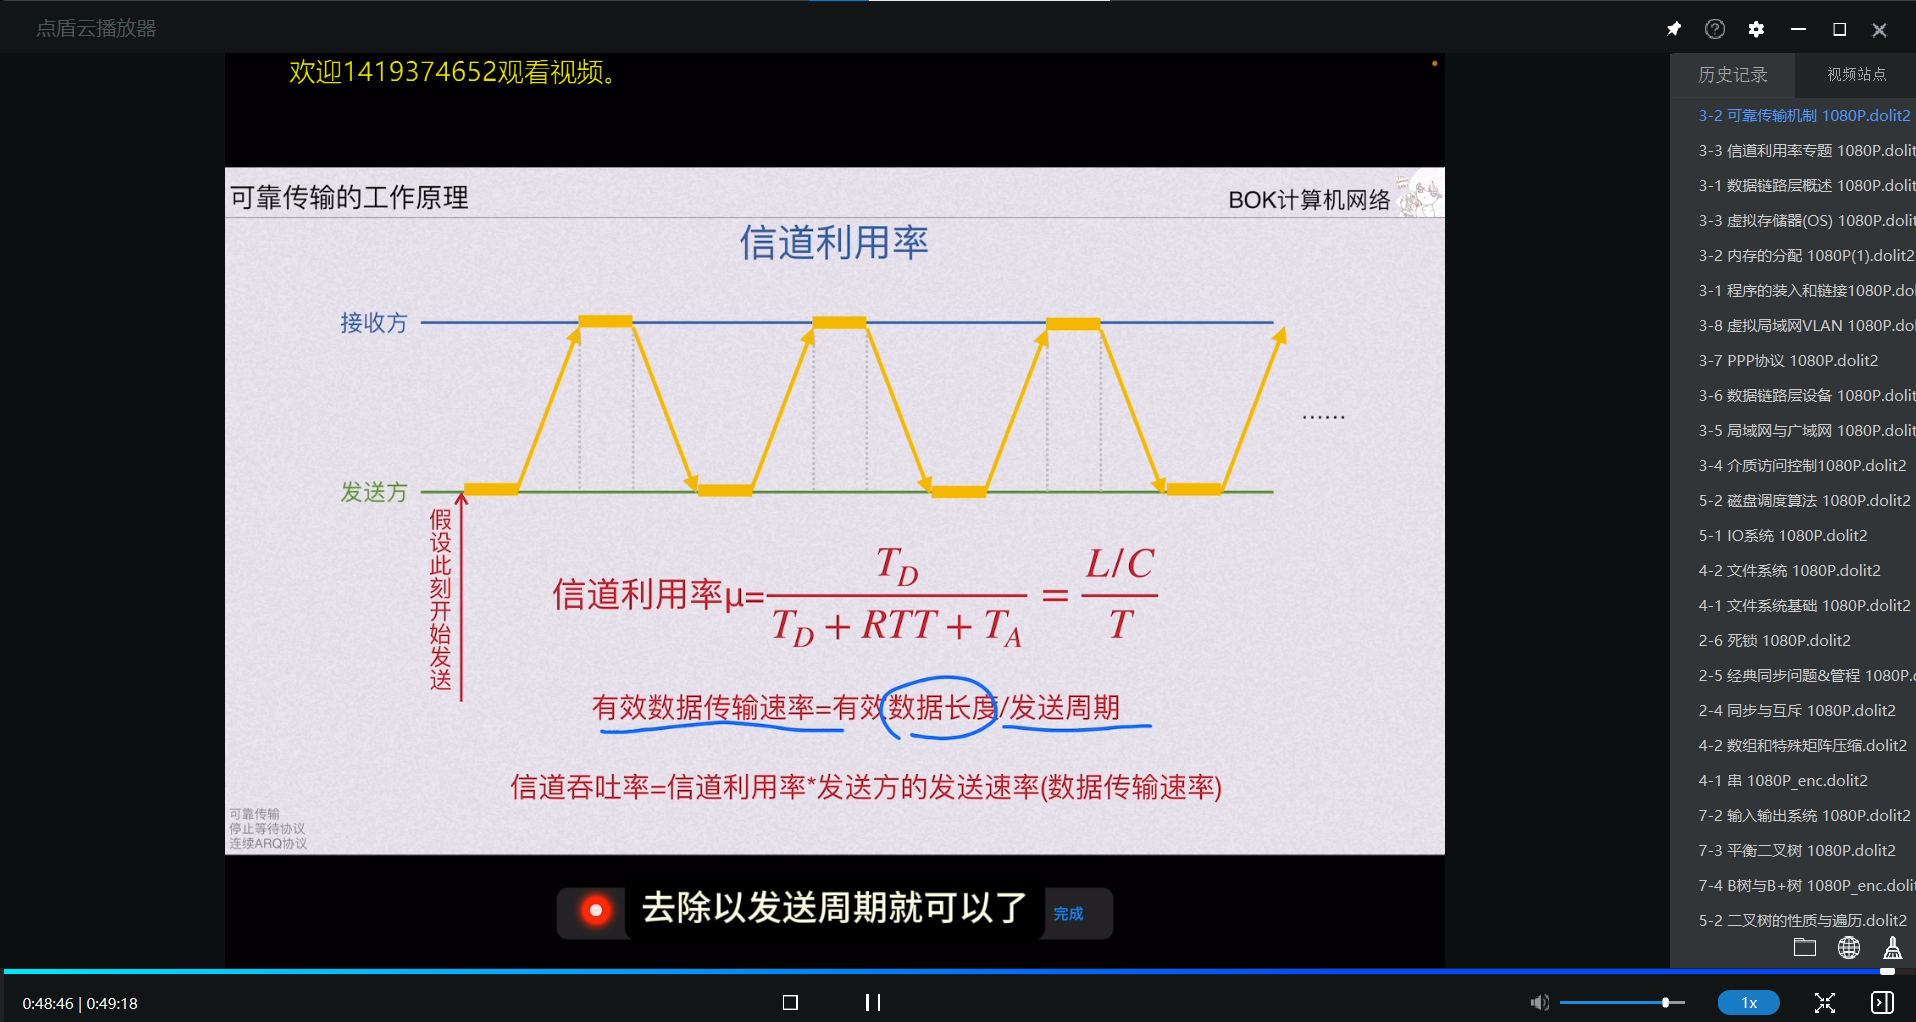 点盾云播放器
欢迎1419374652观看视频。
可靠传输的工作原理
BOK计算机网络
信道利用率
接收方
发送方
假设此刻开始发送
……
信道利用率μ= T_D / (T_D + RTT + T_A) = (L/C) / T
有效数据传输速率=有效数据长度/发送周期
信道吞吐率=信道利用率*发送方的发送速率(数据传输速率)
可靠传输
停止等待协议
连续ARQ协议
去除以发送周期就可以了
完成
历史记录
视频站点
3-2 可靠传输机制 1080P.dolit2
3-3 信道利用率专题 1080P.dolit
3-1 数据链路层概述 1080P.dolit
3-3 虚拟存储器(OS) 1080P.dolit
3-2 内存的分配 1080P(1).dolit2
3-1 程序的装入和链接1080P.dol
3-8 虚拟局域网VLAN 1080P.dol
3-7 PPP协议 1080P.dolit2
3-6 数据链路层设备 1080P.dolit
3-5 局域网与广域网 1080P.dolit
3-4 介质访问控制1080P.dolit2
5-2 磁盘调度算法 1080P.dolit2
5-1 IO系统 1080P.dolit2
4-2 文件系统 1080P.dolit2
4-1 文件系统基础 1080P.dolit2
2-6 死锁 1080P.dolit2
2-5 经典同步问题&管程 1080P.
2-4 同步与互斥 1080P.dolit2
4-2 数组和特殊矩阵压缩.dolit2
4-1 串 1080P_enc.dolit2
7-2 输入输出系统 1080P.dolit2
7-3 平衡二叉树 1080P.dolit2
7-4 B树与B+树 1080P_enc.dolit
5-2 二叉树的性质与遍历.dolit2
0:48:46 | 0:49:18
1x